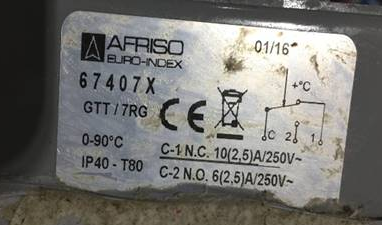 AFRISO
EURO-INDEX
01/16
67407X
GTT / 7RG
CE
+°C
C 2 1
0-90°C
IP40 - T80
C-1 N.C. 10(2,5)A/250V~
C-2 N.O. 6(2,5)A/250V~